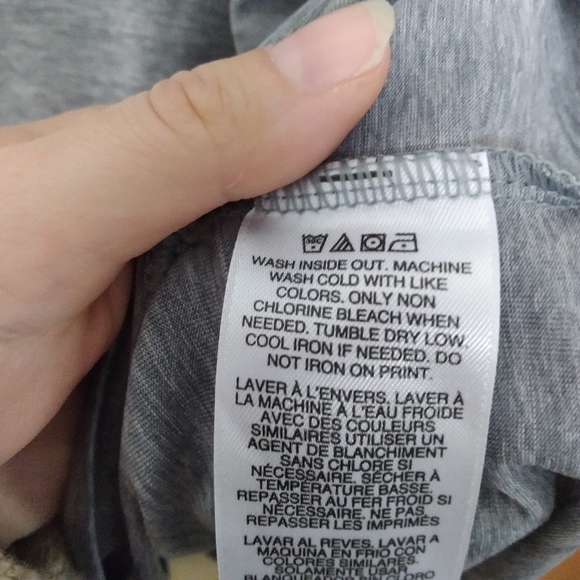 WASH INSIDE OUT. MACHINE
WASH COLD WITH LIKE
COLORS. ONLY NON
CHLORINE BLEACH WHEN
NEEDED. TUMBLE DRY LOW.
COOL IRON IF NEEDED. DO
NOT IRON ON PRINT.
LAVER À L'ENVERS. LAVER À
LA MACHINE À L'EAU FROIDE
AVEC DES COULEURS
SIMILAIRES UTILISER UN
AGENT DE BLANCHIMENT
SANS CHLORE SI
NÉCESSAIRE. SÉCHER À
TEMPÉRATURE BASSE.
REPASSER AU FER FROID SI
NÉCESSAIRE. NE PAS
REPASSER LES IMPRIMÉS
LAVAR AL REVES. LAVAR A
MAQUINA EN FRIO CON
COLORES SIMILARES.
SOLAMENTE USAR